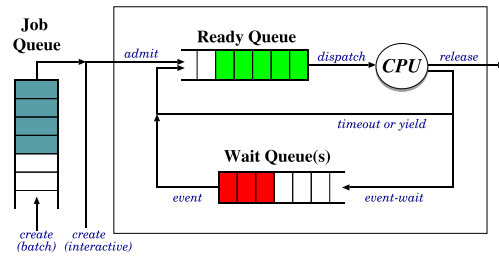 Job
Queue
admit
Ready Queue
dispatch
CPU
release
timeout or yield
Wait Queue(s)
event
event-wait
create
(batch)
create
(interactive)